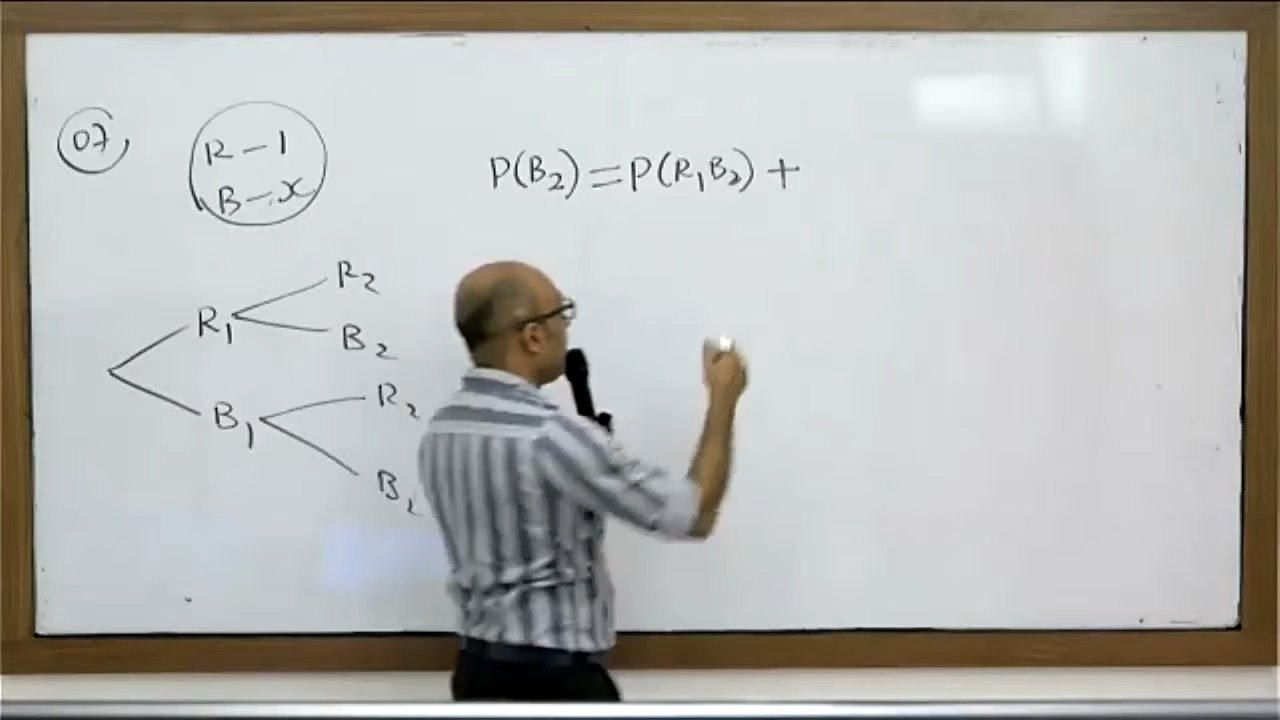 07
R - 1
B - x
P(B₂) = P(R₁B₂) +
R₂
R₁
B₂
R₂
B₁
B₂